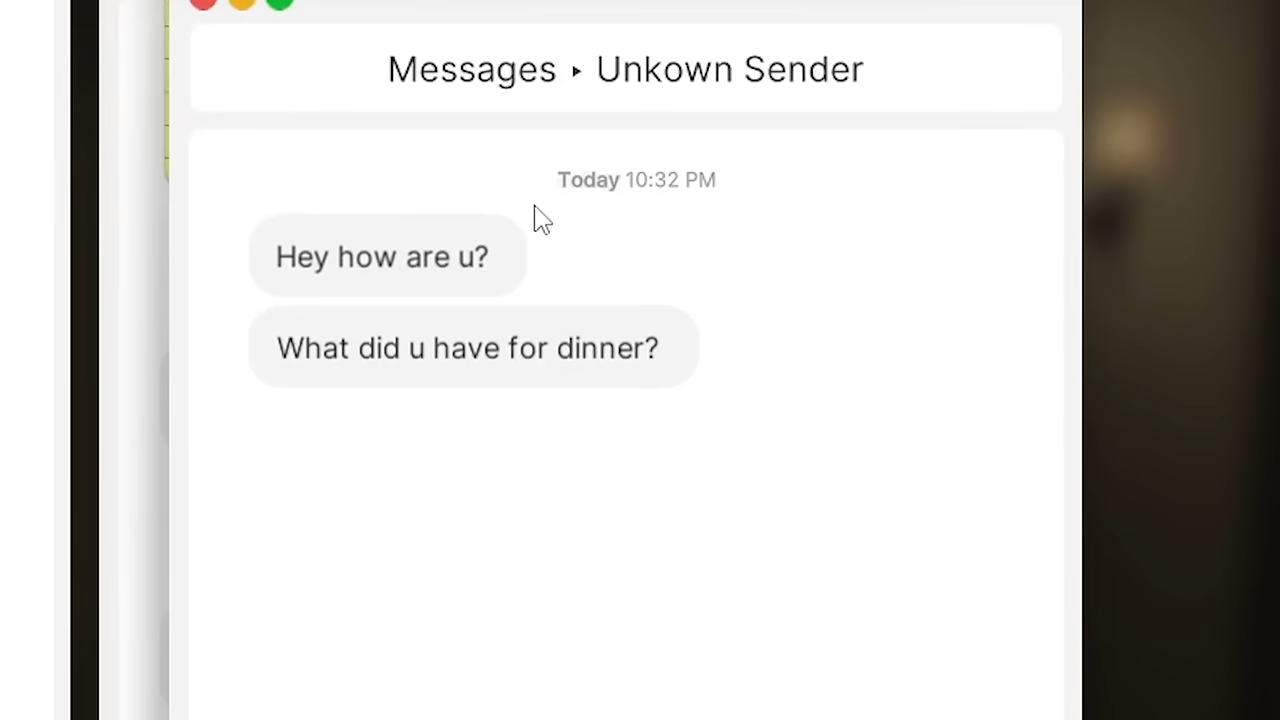 Messages ‣ Unkown Sender
Today 10:32 PM
Hey how are u?
What did u have for dinner?